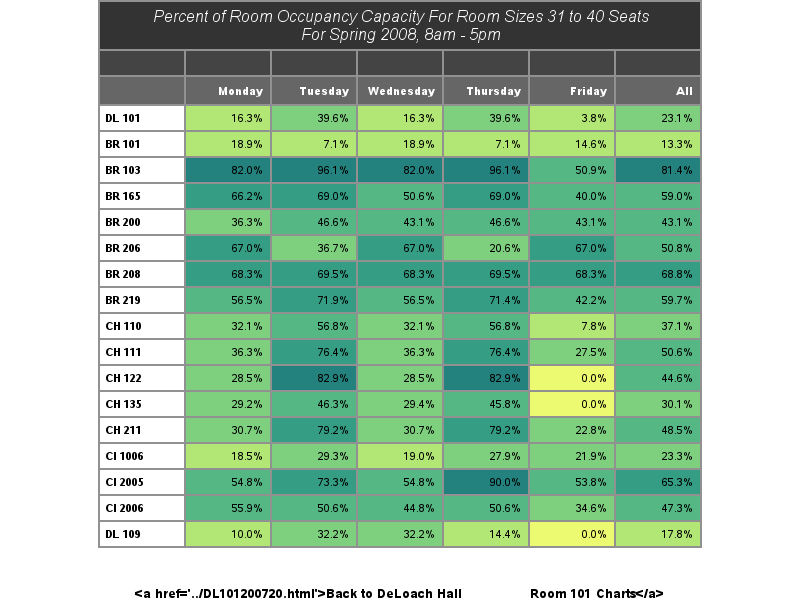 Percent of Room Occupancy Capacity For Room Sizes 31 to 40 Seats
For Spring 2008, 8am - 5pm
Monday Tuesday Wednesday Thursday Friday All
DL 101 16.3% 39.6% 16.3% 39.6% 3.8% 23.1%
BR 101 18.9% 7.1% 18.9% 7.1% 14.6% 13.3%
BR 103 82.0% 96.1% 82.0% 96.1% 50.9% 81.4%
BR 165 66.2% 69.0% 50.6% 69.0% 40.0% 59.0%
BR 200 36.3% 46.6% 43.1% 46.6% 43.1% 43.1%
BR 206 67.0% 36.7% 67.0% 20.6% 67.0% 50.8%
BR 208 68.3% 69.5% 68.3% 69.5% 68.3% 68.8%
BR 219 56.5% 71.9% 56.5% 71.4% 42.2% 59.7%
CH 110 32.1% 56.8% 32.1% 56.8% 7.8% 37.1%
CH 111 36.3% 76.4% 36.3% 76.4% 27.5% 50.6%
CH 122 28.5% 82.9% 28.5% 82.9% 0.0% 44.6%
CH 135 29.2% 46.3% 29.4% 45.8% 0.0% 30.1%
CH 211 30.7% 79.2% 30.7% 79.2% 22.8% 48.5%
CI 1006 18.5% 29.3% 19.0% 27.9% 21.9% 23.3%
CI 2005 54.8% 73.3% 54.8% 90.0% 53.8% 65.3%
CI 2006 55.9% 50.6% 44.8% 50.6% 34.6% 47.3%
DL 109 10.0% 32.2% 32.2% 14.4% 0.0% 17.8%
<a href='../DL101200720.html'>Back to DeLoach Hall Room 101 Charts</a>